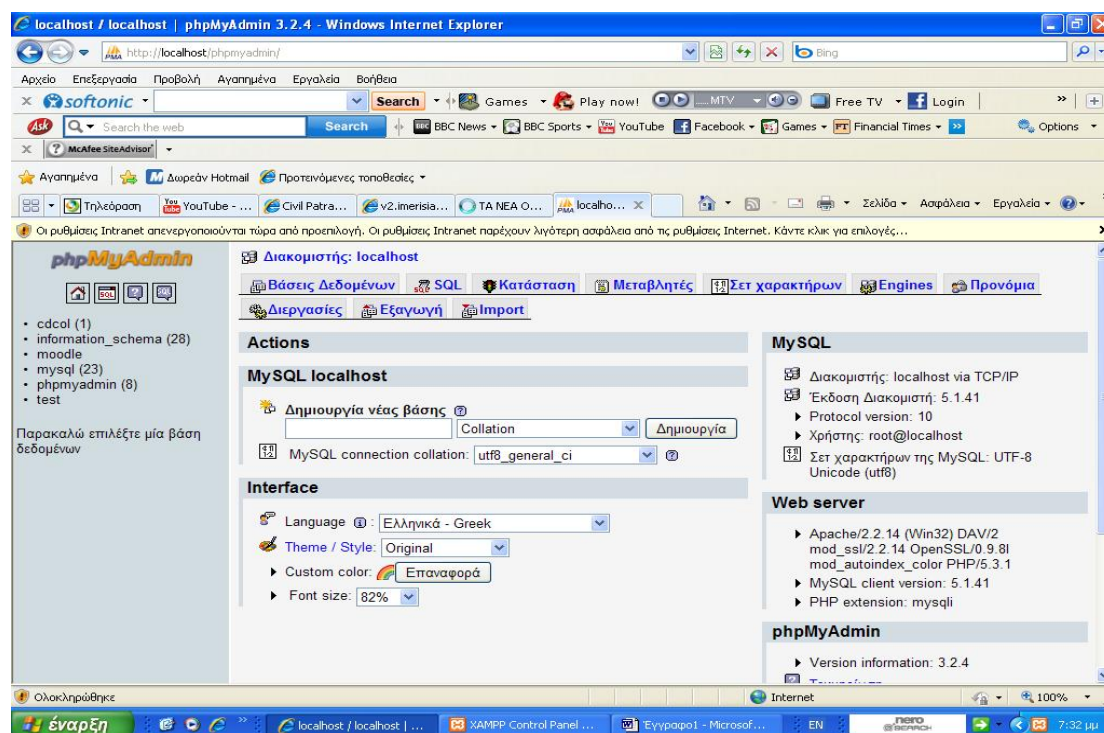 localhost / localhost | phpMyAdmin 3.2.4 - Windows Internet Explorer
http://localhost/phpmyadmin/
Bing
Αρχείο Επεξεργασία Προβολή Αγαπημένα Εργαλεία Βοήθεια
softonic Search Games Play now! ...MTV Free TV Login »
Ask Search the web Search BBC News BBC Sports YouTube Facebook Games FT Financial Times » Options
McAfee SiteAdvisor
Αγαπημένα Δωρεάν Hotmail Προτεινόμενες τοποθεσίες
Τηλεόραση YouTube - ... Civil Patra... v2.imerisia... ΤΑ ΝΕΑ Ο... localho... Σελίδα Ασφάλεια Εργαλεία
Οι ρυθμίσεις Intranet απενεργοποιούνται τώρα από προεπιλογή. Οι ρυθμίσεις Intranet παρέχουν λιγότερη ασφάλεια από τις ρυθμίσεις Internet. Κάντε κλικ για επιλογές...
phpMyAdmin
SQL
cdcol (1)
information_schema (28)
moodle
mysql (23)
phpmyadmin (8)
test
Παρακαλώ επιλέξτε μία βάση
δεδομένων
Διακομιστής: localhost
Βάσεις Δεδομένων SQL Κατάσταση Μεταβλητές Σετ χαρακτήρων Engines Προνόμια
Διεργασίες Εξαγωγή Import
Actions
MySQL localhost
Δημιουργία νέας βάσης
Collation Δημιουργία
MySQL connection collation: utf8_general_ci
Interface
Language : Ελληνικά - Greek
Theme / Style: Original
Custom color: Επαναφορά
Font size: 82%
MySQL
Διακομιστής: localhost via TCP/IP
Έκδοση Διακομιστή: 5.1.41
Protocol version: 10
Χρήστης: root@localhost
Σετ χαρακτήρων της MySQL: UTF-8
Unicode (utf8)
Web server
Apache/2.2.14 (Win32) DAV/2
mod_ssl/2.2.14 OpenSSL/0.9.8l
mod_autoindex_color PHP/5.3.1
MySQL client version: 5.1.41
PHP extension: mysqli
phpMyAdmin
Version information: 3.2.4
Ολοκληρώθηκε Internet 100%
έναρξη » localhost / localhost | ... XAMPP Control Panel ... Έγγραφο1 - Microsof... EN nero SEARCH 7:32 μμ